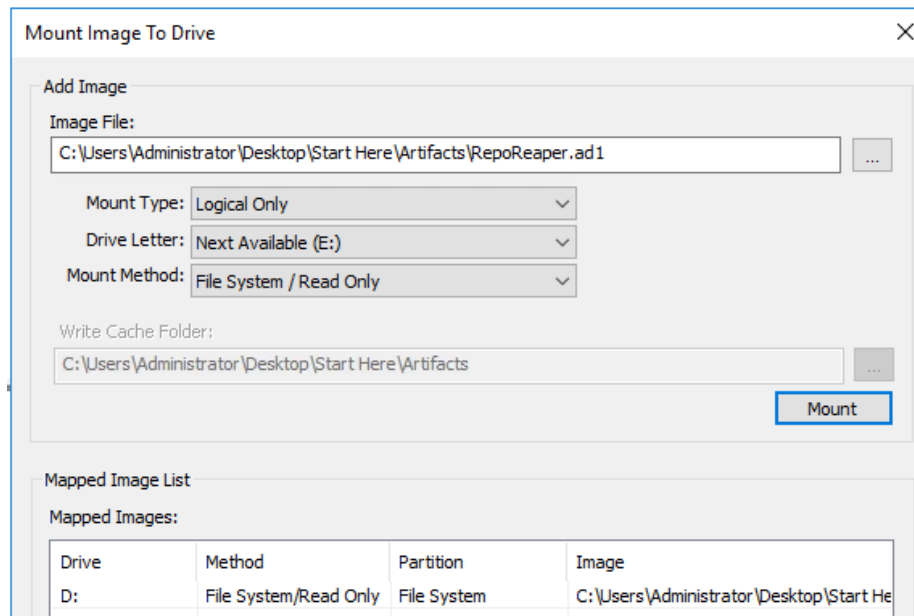 Mount Image To Drive
Add Image
Image File:
C:\Users\Administrator\Desktop\Start Here\Artifacts\RepoReaper.ad1
...
Mount Type: Logical Only
Drive Letter: Next Available (E:)
Mount Method: File System / Read Only
Write Cache Folder:
C:\Users\Administrator\Desktop\Start Here\Artifacts
...
Mount
Mapped Image List
Mapped Images:
Drive Method Partition Image
D: File System/Read Only File System C:\Users\Administrator\Desktop\Start He